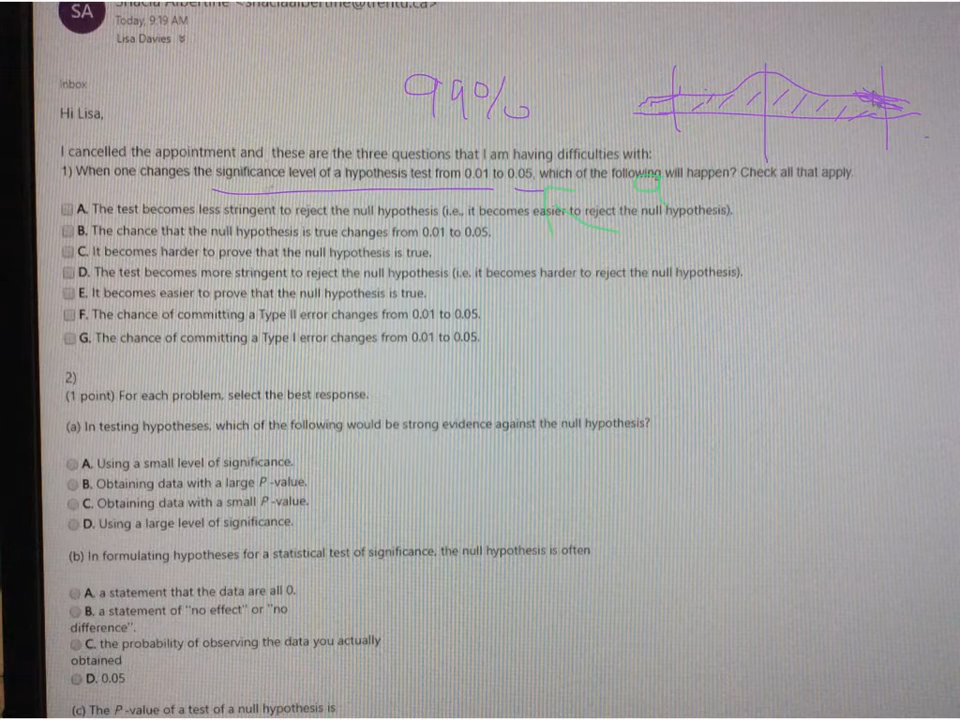 SA
Today, 9:19 AM
Lisa Davies
99%
Inbox
Hi Lisa,
I cancelled the appointment and these are the three questions that I am having difficulties with:
1) When one changes the significance level of a hypothesis test from 0.01 to 0.05, which of the following will happen? Check all that apply.
A. The test becomes less stringent to reject the null hypothesis (i.e., it becomes easier to reject the null hypothesis).
B. The chance that the null hypothesis is true changes from 0.01 to 0.05.
C. It becomes harder to prove that the null hypothesis is true.
D. The test becomes more stringent to reject the null hypothesis (i.e. it becomes harder to reject the null hypothesis).
E. It becomes easier to prove that the null hypothesis is true.
F. The chance of committing a Type II error changes from 0.01 to 0.05.
G. The chance of committing a Type I error changes from 0.01 to 0.05.
2)
(1 point) For each problem, select the best response.
(a) In testing hypotheses, which of the following would be strong evidence against the null hypothesis?
A. Using a small level of significance.
B. Obtaining data with a large P-value.
C. Obtaining data with a small P-value.
D. Using a large level of significance.
(b) In formulating hypotheses for a statistical test of significance, the null hypothesis is often
A. a statement that the data are all 0.
B. a statement of "no effect" or "no
difference".
C. the probability of observing the data you actually
obtained
D. 0.05
(c) The P-value of a test of a null hypothesis is